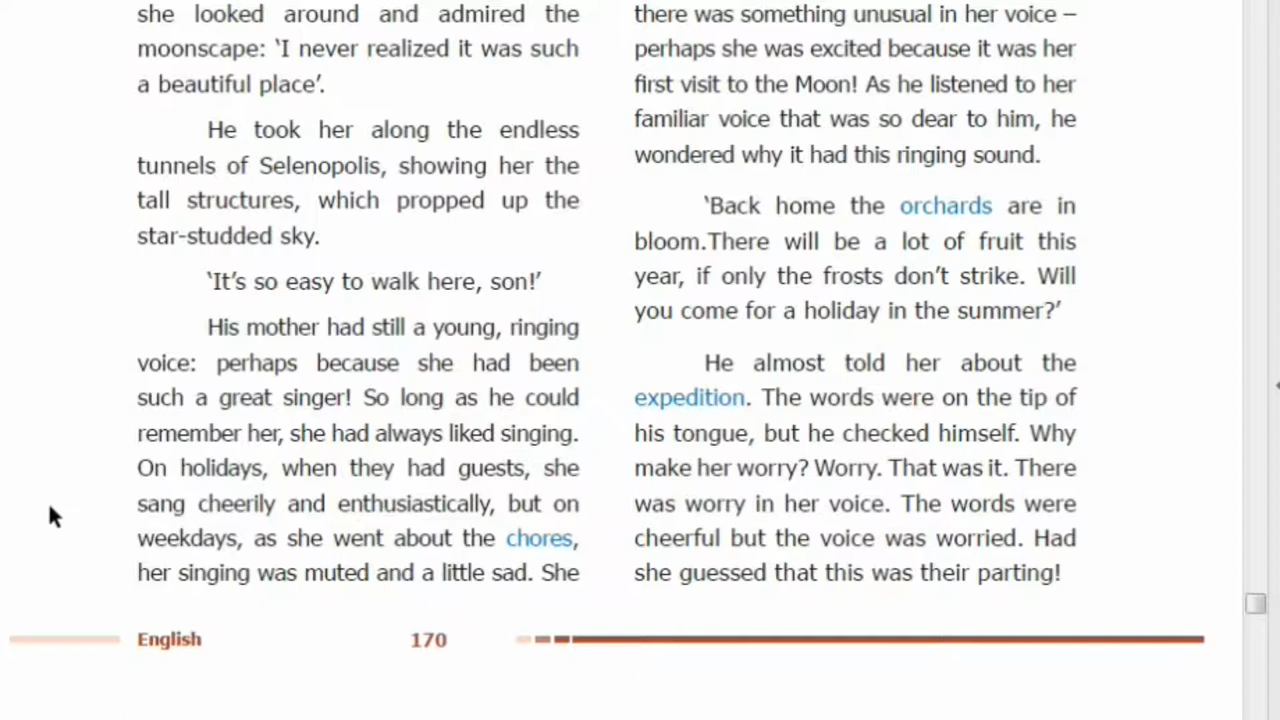 she looked around and admired the
moonscape: ‘I never realized it was such
a beautiful place’.
He took her along the endless
tunnels of Selenopolis, showing her the
tall structures, which propped up the
star-studded sky.
‘It’s so easy to walk here, son!’
His mother had still a young, ringing
voice: perhaps because she had been
such a great singer! So long as he could
remember her, she had always liked singing.
On holidays, when they had guests, she
sang cheerily and enthusiastically, but on
weekdays, as she went about the chores,
her singing was muted and a little sad. She
there was something unusual in her voice –
perhaps she was excited because it was her
first visit to the Moon! As he listened to her
familiar voice that was so dear to him, he
wondered why it had this ringing sound.
‘Back home the orchards are in
bloom.There will be a lot of fruit this
year, if only the frosts don’t strike. Will
you come for a holiday in the summer?’
He almost told her about the
expedition. The words were on the tip of
his tongue, but he checked himself. Why
make her worry? Worry. That was it. There
was worry in her voice. The words were
cheerful but the voice was worried. Had
she guessed that this was their parting!
English 170